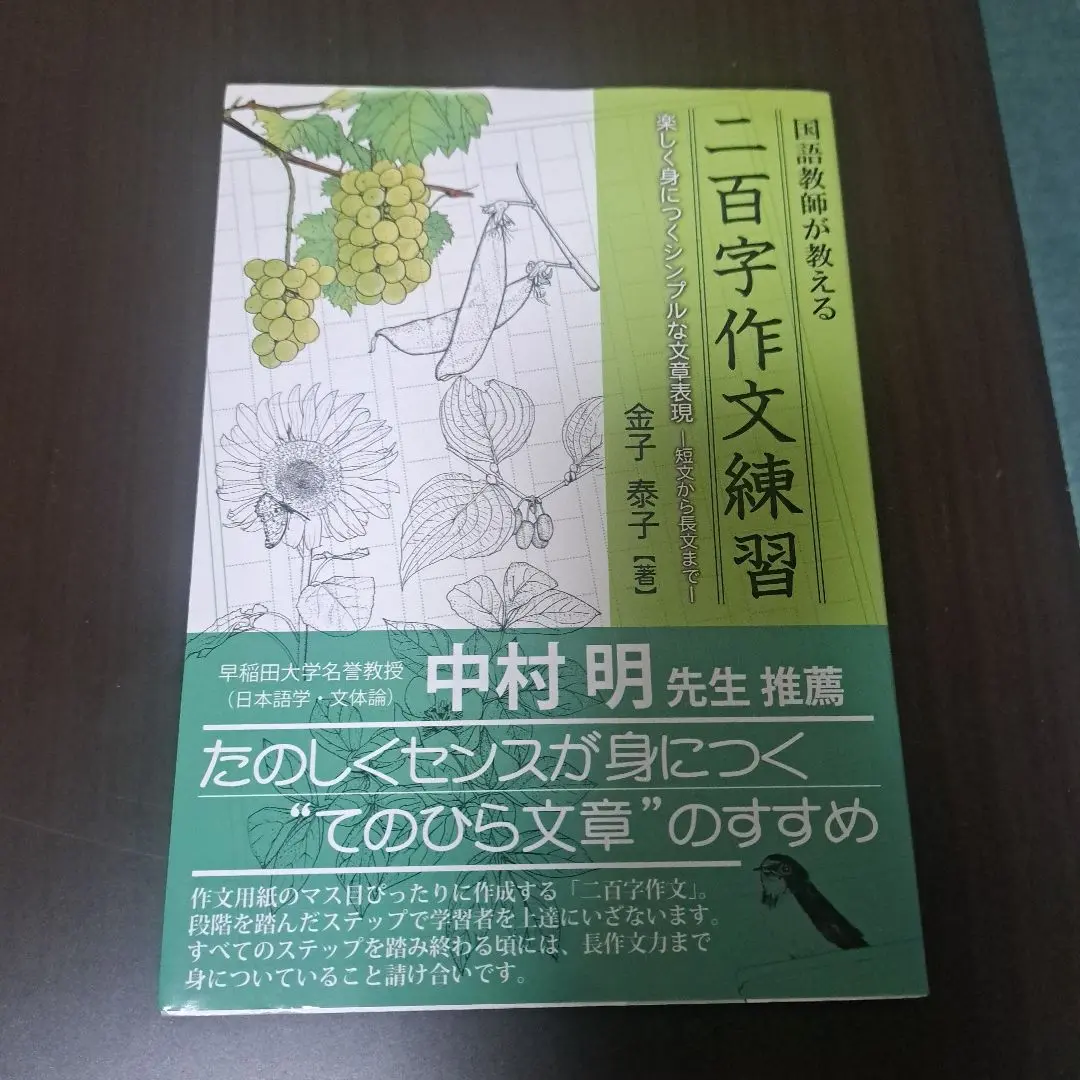 国語教師が教える
二百字作文練習
楽しく身につくシンプルな文章表現 ―短文から長文まで―
金子 泰子【著】
早稲田大学名誉教授
（日本語学・文体論）
中村 明 先生 推薦
たのしくセンスが身につく
“てのひら文章”のすすめ
作文用紙のマス目ぴったりに作成する「二百字作文」。
段階を踏んだステップで学習者を上達にいざないます。
すべてのステップを踏み終わる頃には、長作文力まで
身についていること請け合いです。